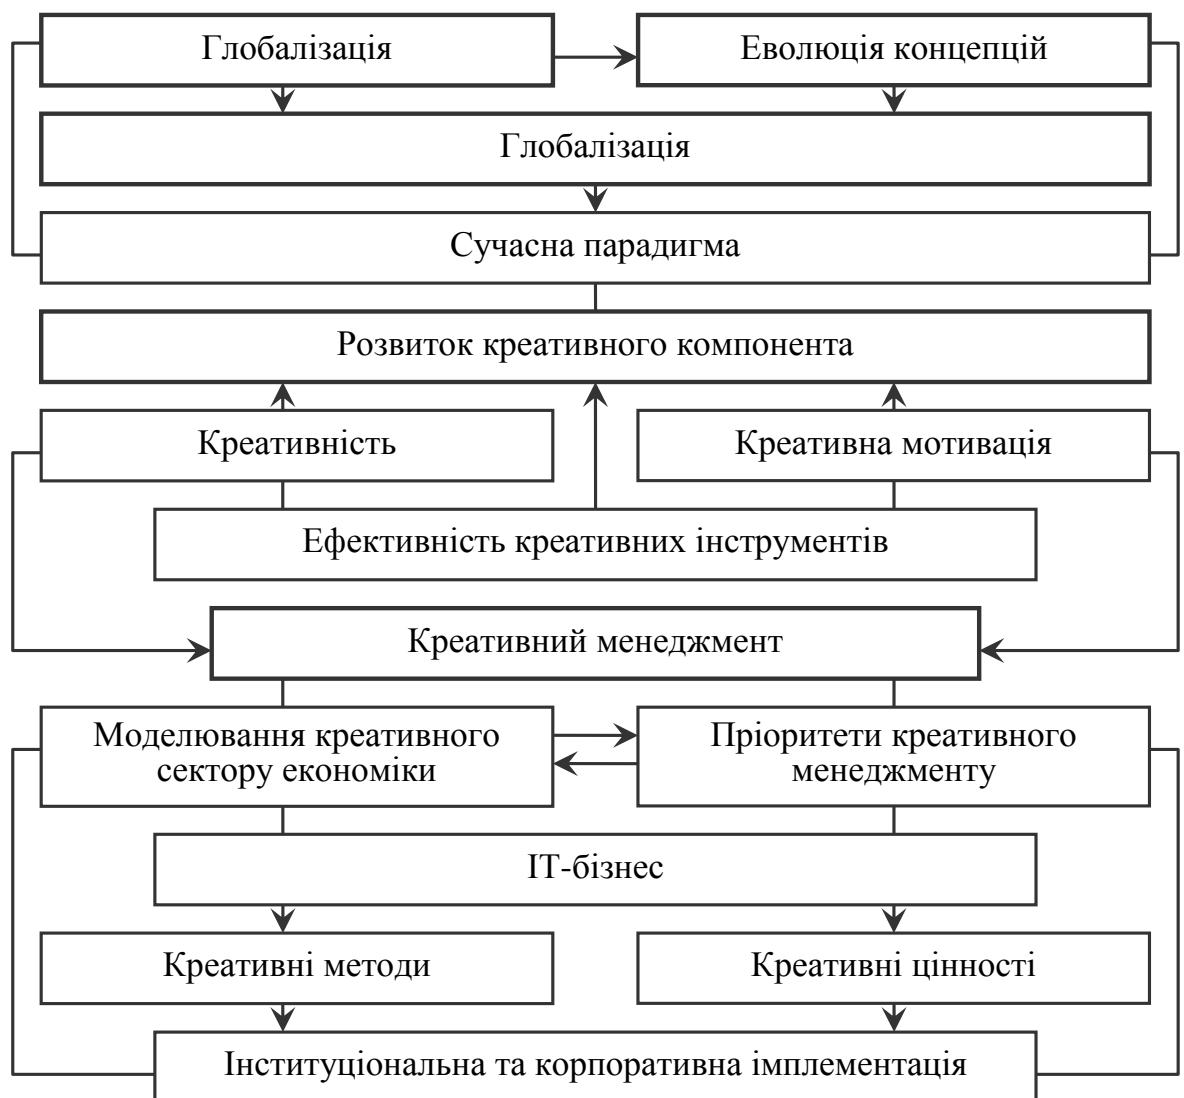 Глобалізація
Еволюція концепцій
Глобалізація
Сучасна парадигма
Розвиток креативного компонента
Креативність
Креативна мотивація
Ефективність креативних інструментів
Креативний менеджмент
Моделювання креативного
сектору економіки
Пріоритети креативного
менеджменту
ІТ-бізнес
Креативні методи
Креативні цінності
Інституціональна та корпоративна імплементація